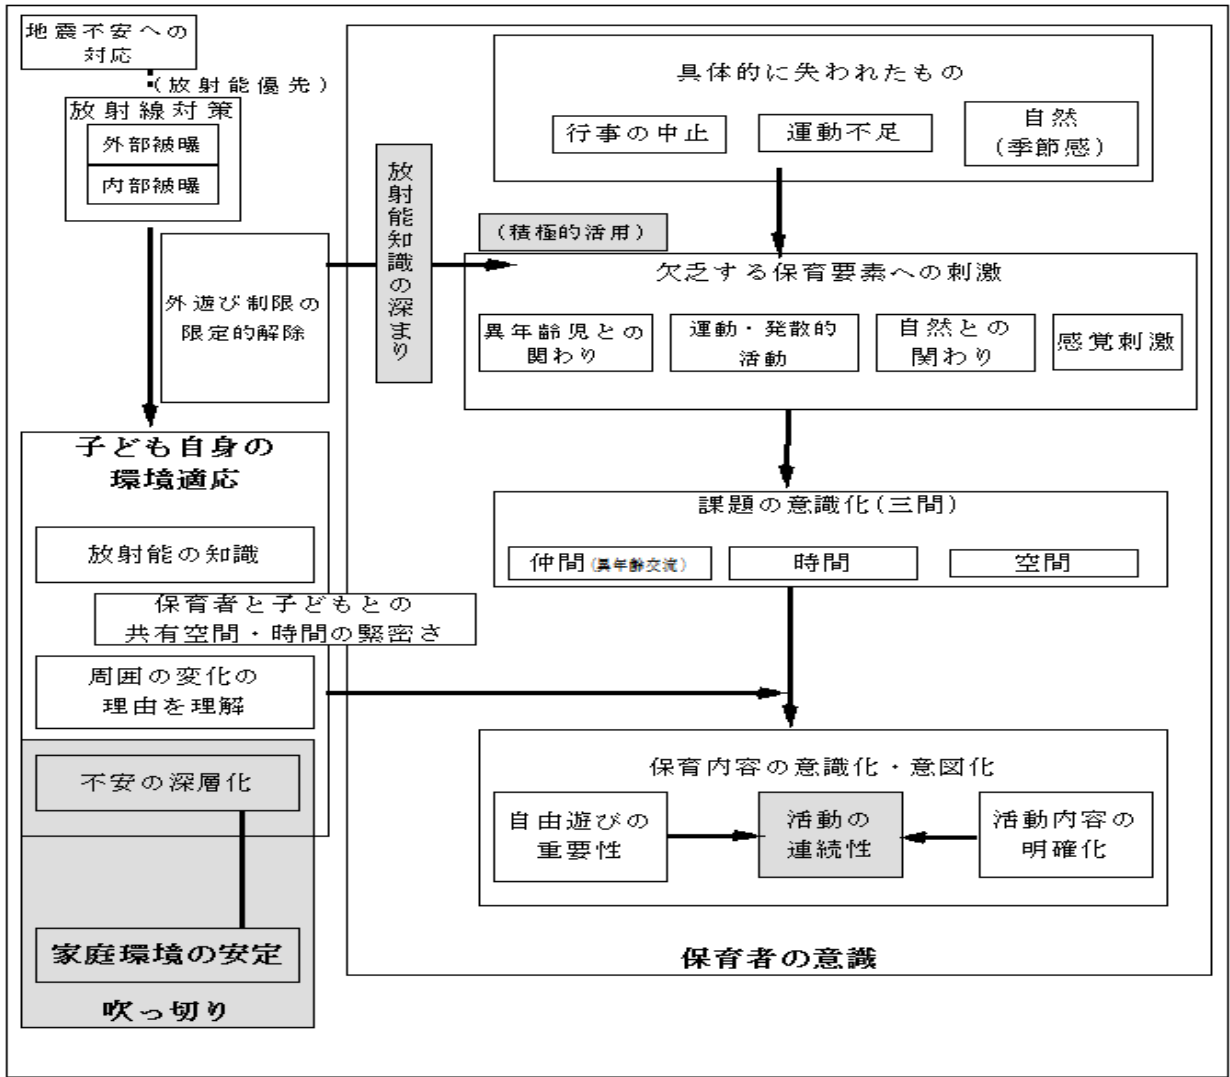 地震不安への
対応
(放射能優先)
放射線対策
外部被曝
内部被曝
外遊び制限の
限定的解除
放射能知識の深まり
具体的に失われたもの
行事の中止
運動不足
自然
(季節感)
(積極的活用)
欠乏する保育要素への刺激
異年齢児との
関わり
運動・発散的
活動
自然との
関わり
感覚刺激
子ども自身の
環境適応
放射能の知識
保育者と子どもとの
共有空間・時間の緊密さ
周囲の変化の
理由を理解
不安の深層化
家庭環境の安定
吹っ切り
課題の意識化(三間)
仲間(異年齢交流)
時間
空間
保育内容の意識化・意図化
自由遊びの
重要性
活動の
連続性
活動内容の
明確化
保育者の意識